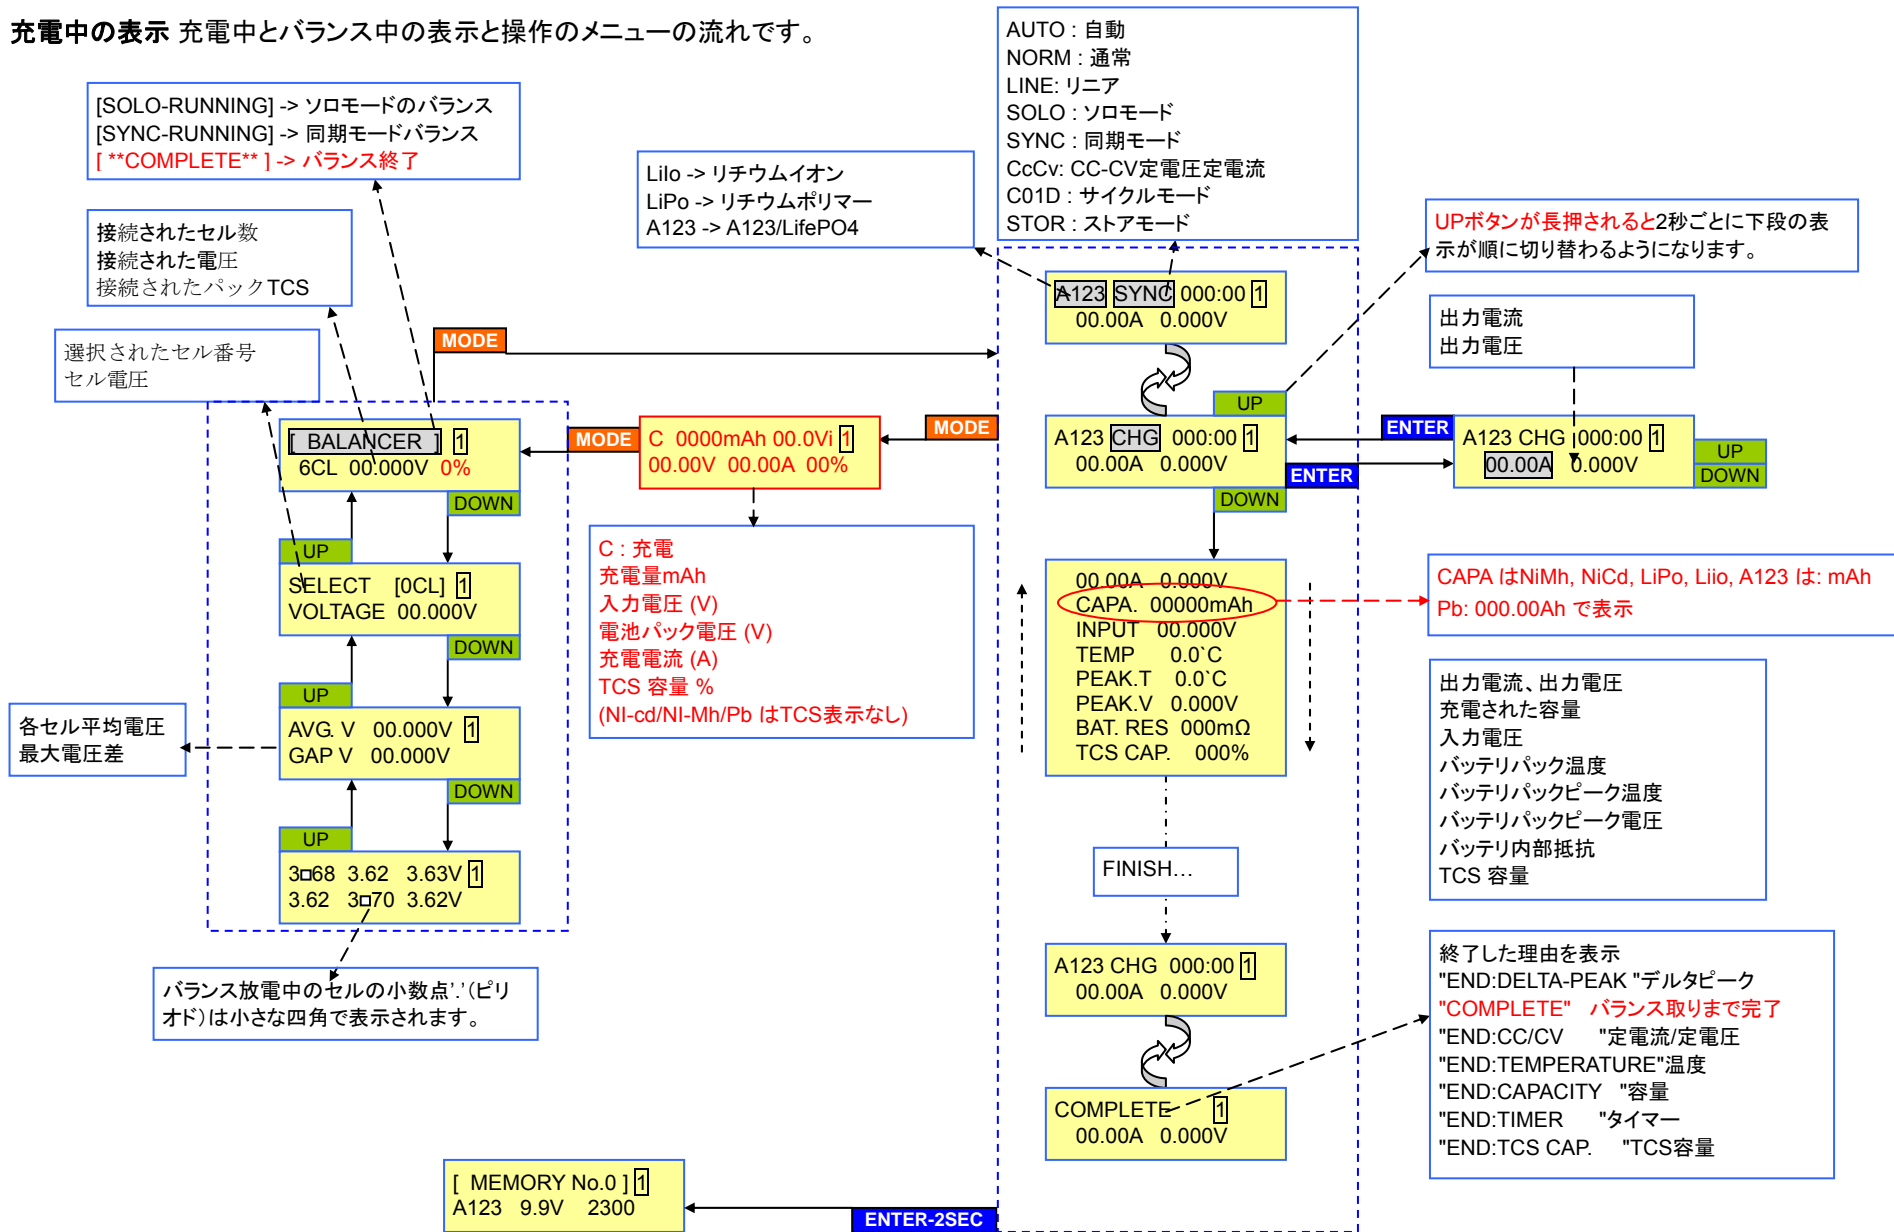 充電中の表示 充電中とバランス中の表示と操作のメニューの流れです。
AUTO : 自動
NORM : 通常
LINE: リニア
SOLO : ソロモード
SYNC : 同期モード
CcCv: CC-CV定電圧定電流
C01D : サイクルモード
STOR : ストアモード
[SOLO-RUNNING] -> ソロモードのバランス
[SYNC-RUNNING] -> 同期モードバランス
[ **COMPLETE** ] -> バランス終了
LiIo -> リチウムイオン
LiPo -> リチウムポリマー
A123 -> A123/LifePO4
接続されたセル数
接続された電圧
接続されたパックTCS
UPボタンが長押されると2秒ごとに下段の表
示が順に切り替わるようになります。
A123 SYNC 000:00 1
00.00A 0.000V
出力電流
出力電圧
選択されたセル番号
セル電圧
MODE
UP
[ BALANCER ] 1
6CL 00.000V 0%
MODE
C 0000mAh 00.0Vi 1
00.00V 00.00A 00%
MODE
A123 CHG 000:00 1
00.00A 0.000V
ENTER
ENTER
A123 CHG 000:00 1
00.00A 0.000V
UP
DOWN
DOWN
DOWN
UP
SELECT [0CL] 1
VOLTAGE 00.000V
DOWN
C : 充電
充電量mAh
入力電圧 (V)
電池パック電圧 (V)
充電電流 (A)
TCS 容量 %
(NI-cd/NI-Mh/Pb はTCS表示なし)
00.00A 0.000V
CAPA. 00000mAh
INPUT 00.000V
TEMP 0.0`C
PEAK.T 0.0`C
PEAK.V 0.000V
BAT. RES 000mΩ
TCS CAP. 000%
CAPA はNiMh, NiCd, LiPo, Liio, A123 は: mAh
Pb: 000.00Ah で表示
出力電流、出力電圧
充電された容量
入力電圧
バッテリパック温度
バッテリパックピーク温度
バッテリパックピーク電圧
バッテリ内部抵抗
TCS 容量
UP
各セル平均電圧
最大電圧差
AVG. V 00.000V 1
GAP V 00.000V
DOWN
UP
3□68 3.62 3.63V 1
3.62 3□70 3.62V
FINISH…
バランス放電中のセルの小数点'.'(ピリ
オド)は小さな四角で表示されます。
A123 CHG 000:00 1
00.00A 0.000V
終了した理由を表示
"END:DELTA-PEAK "デルタピーク
"COMPLETE" バランス取りまで完了
"END:CC/CV "定電流/定電圧
"END:TEMPERATURE"温度
"END:CAPACITY "容量
"END:TIMER "タイマー
"END:TCS CAP. "TCS容量
COMPLETE 1
00.00A 0.000V
[ MEMORY No.0 ] 1
A123 9.9V 2300
ENTER-2SEC